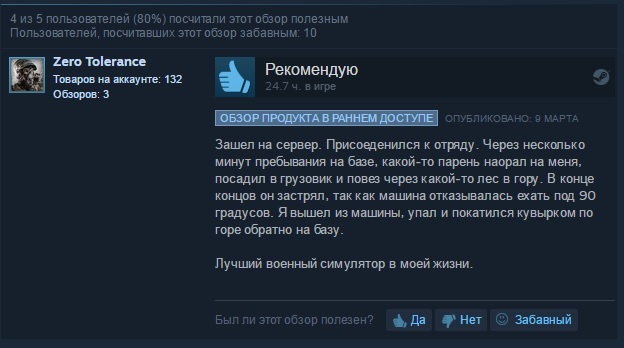 4 из 5 пользователей (80%) посчитали этот обзор полезным
Пользователей, посчитавших этот обзор забавным: 10
Zero Tolerance
Товаров на аккаунте: 132
Обзоров: 3
Рекомендую
24.7 ч. в игре
ОБЗОР ПРОДУКТА В РАННЕМ ДОСТУПЕ ОПУБЛИКОВАНО: 9 МАРТА
Зашел на сервер. Присоеденился к отряду. Через несколько
минут пребывания на базе, какой-то парень наорал на меня,
посадил в грузовик и повез через какой-то лес в гору. В конце
концов он застрял, так как машина отказывалась ехать под 90
градусов. Я вышел из машины, упал и покатился кувырком по
горе обратно на базу.
Лучший военный симулятор в моей жизни.
Был ли этот обзор полезен? Да Нет Забавный